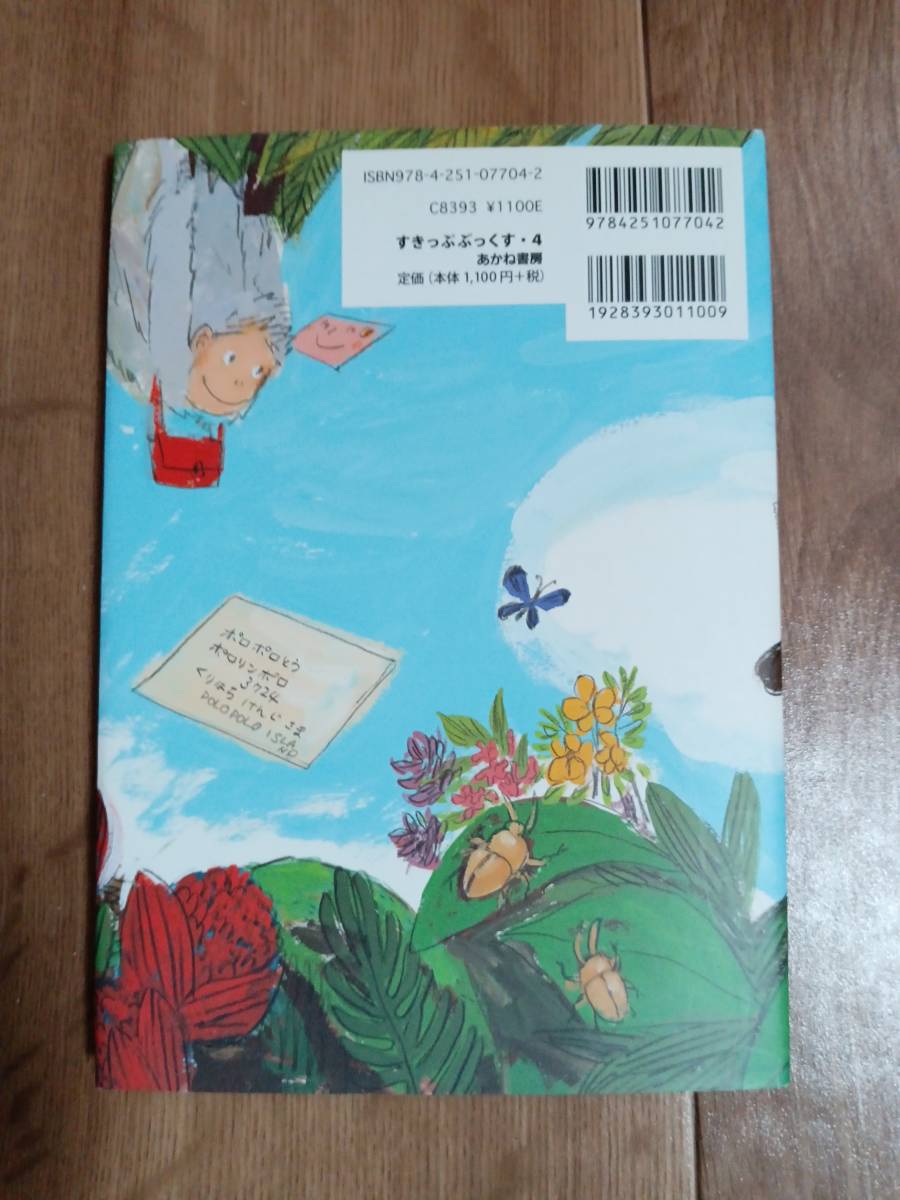 ISBN978-4-251-07704-2
C8393 ¥1100E
すきっぷぶっくす・4
あかね書房
定価(本体1,100円+税)
9784251077042
1928393011009
ポロポロとう
ポロリンポロ
3724
くりはらけんじさま
POLOPOLO ISLA
ND